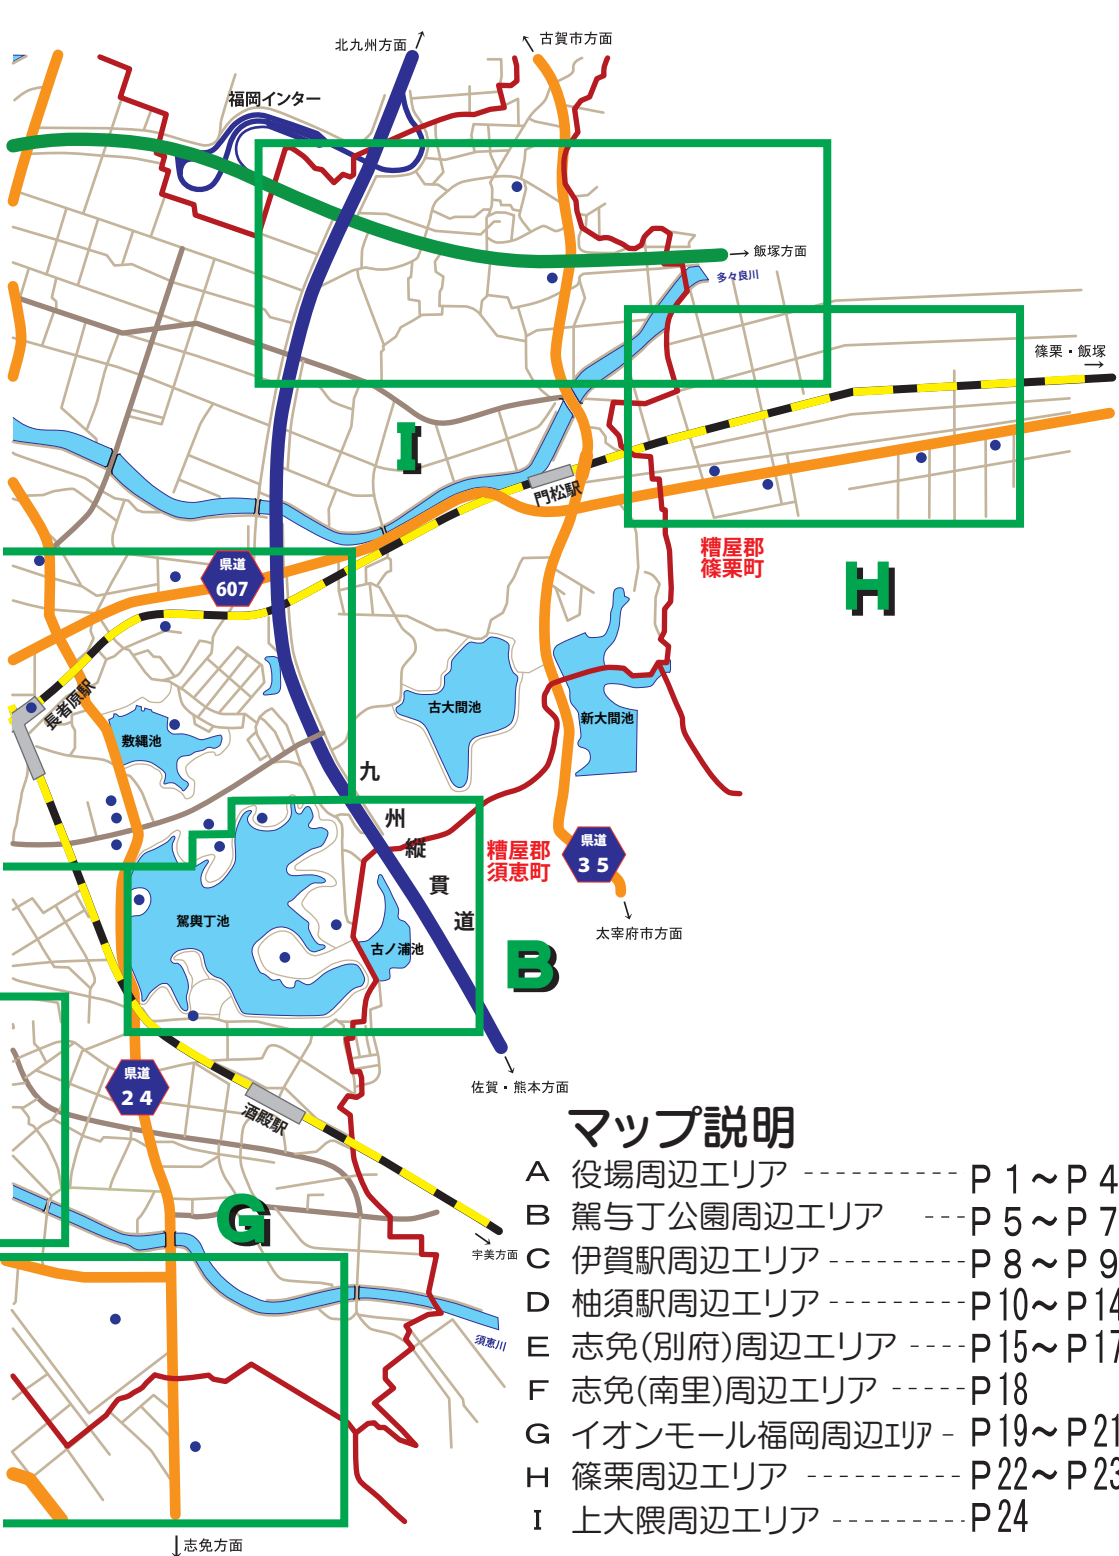 北九州方面
古賀市方面
福岡インター
飯塚方面
多々良川
篠栗・飯塚
I
門松駅
糟屋郡
篠栗町
県道
607
H
長者原駅
敷縄池
古大間池
新大間池
九
州
縦
貫
道
糟屋郡
須恵町
県道
35
駕輿丁池
古ノ浦池
太宰府市方面
B
県道
24
佐賀・熊本方面
酒殿駅
G
宇美方面
須恵川
志免方面
マップ説明
A 役場周辺エリア ---------- P 1～P 4
B 駕与丁公園周辺エリア ---P 5～P 7
C 伊賀駅周辺エリア ---------P 8～P 9
D 柚須駅周辺エリア ---------P10～P14
E 志免(別府)周辺エリア ----P15～P17
F 志免(南里)周辺エリア -----P18
G イオンモール福岡周辺エリア - P19～P21
H 篠栗周辺エリア ---------- P22～P23
I 上大隈周辺エリア ---------P24